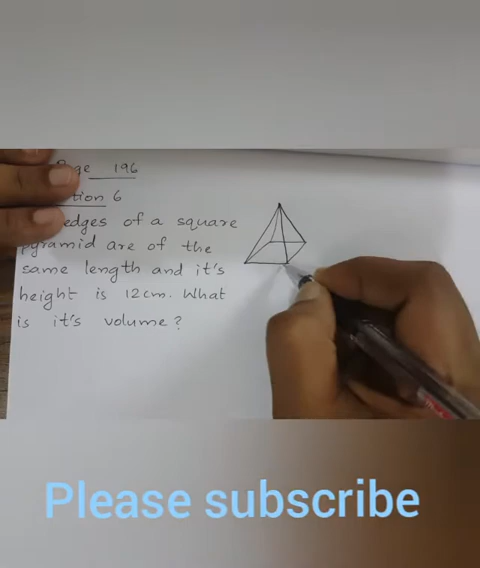 Page 196
tion 6
edges of a square
pyramid are of the
same length and it's
height is 12cm. What
is it's volume?
Please subscribe